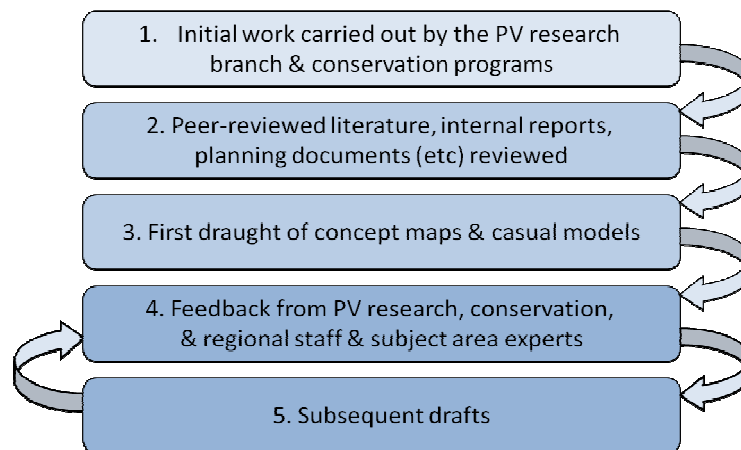 1. Initial work carried out by the PV research
branch & conservation programs
2. Peer-reviewed literature, internal reports,
planning documents (etc) reviewed
3. First draught of concept maps & casual models
4. Feedback from PV research, conservation,
& regional staff & subject area experts
5. Subsequent drafts